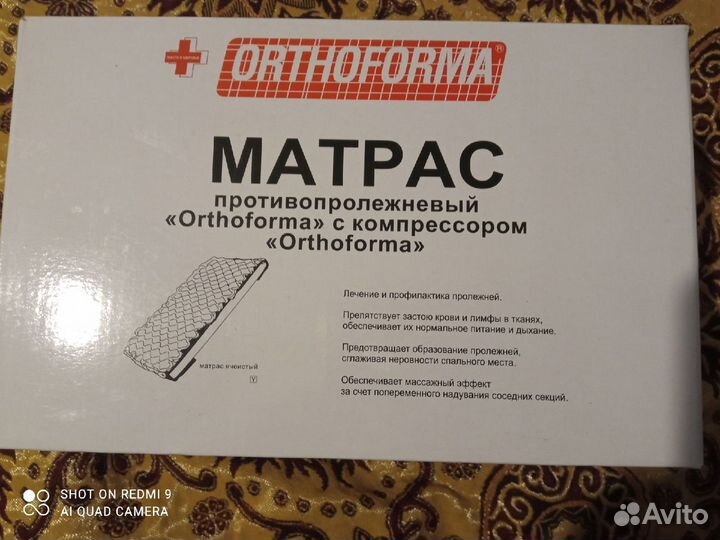 ORTHOFORMA®
МАТРАС
противопролежневый
«Orthoforma» с компрессором
«Orthoforma»
Лечение и профилактика пролежней.
Препятствует застою крови и лимфы в тканях,
обеспечивает их нормальное питание и дыхание.
Предотвращает образование пролежней,
сглаживая неровности спального места.
Обеспечивает массажный эффект
за счет попеременного надувания соседних секций.
матрас ячеистый
Y
SHOT ON REDMI 9
AI QUAD CAMERA
Avito